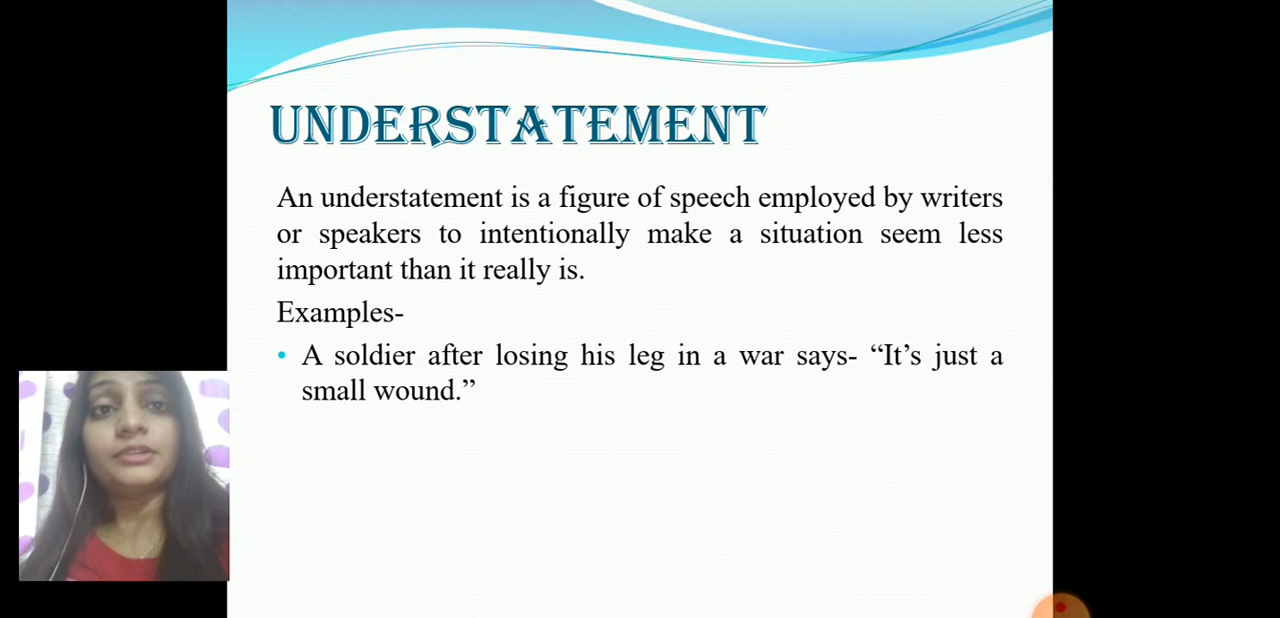 UNDERSTATEMENT
An understatement is a figure of speech employed by writers
or speakers to intentionally make a situation seem less
important than it really is.
Examples-
• A soldier after losing his leg in a war says- “It’s just a
small wound.”